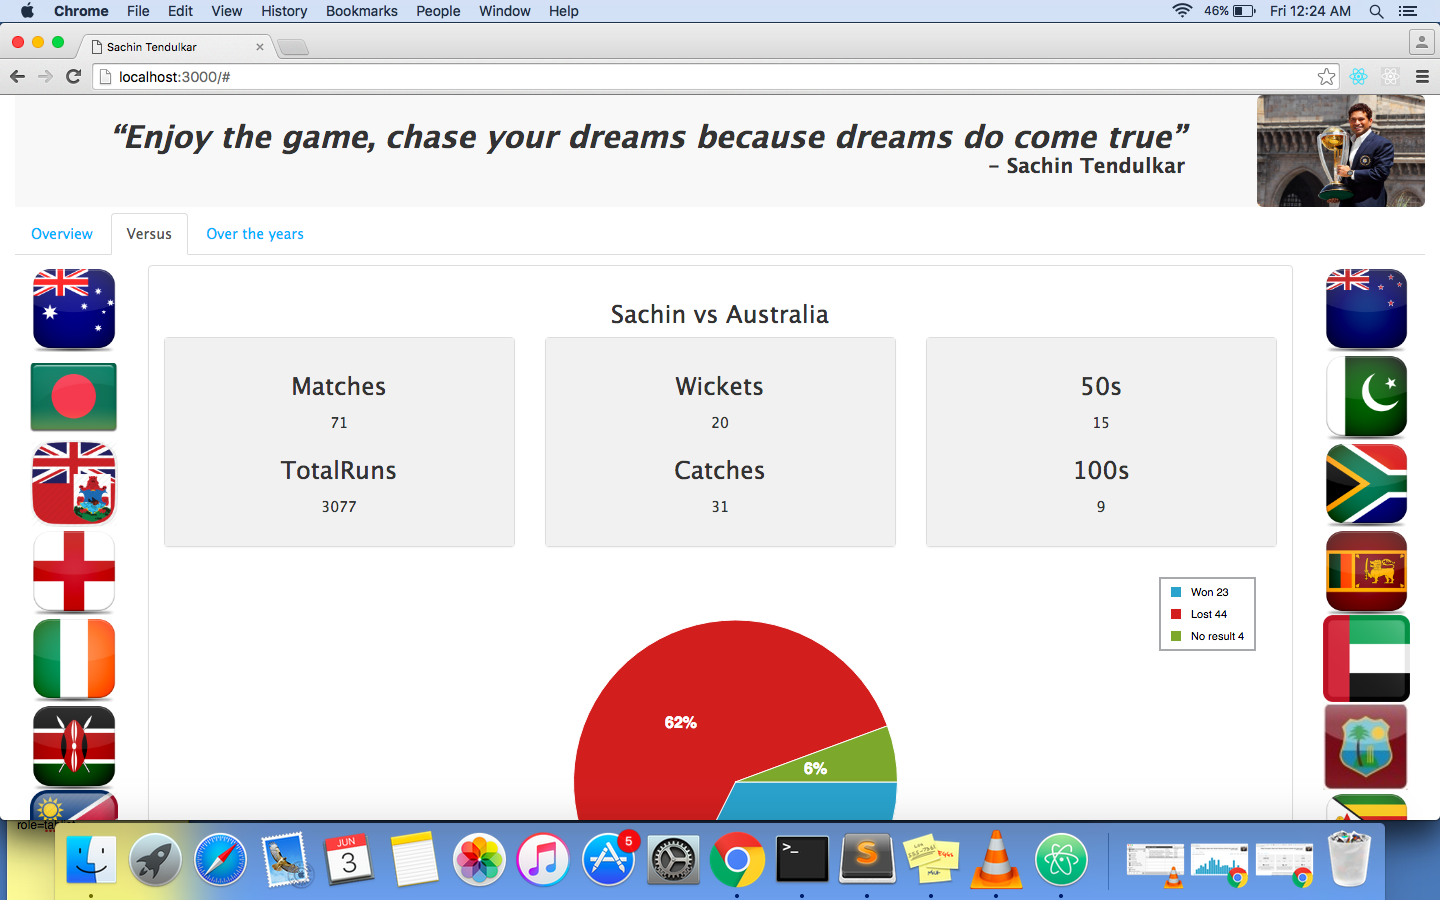 Chrome File Edit View History Bookmarks People Window Help 46% Fri 12:24 AM
Sachin Tendulkar
localhost:3000/#
“Enjoy the game, chase your dreams because dreams do come true”
– Sachin Tendulkar
Overview Versus Over the years
Sachin vs Australia
Matches
71
TotalRuns
3077
Wickets
20
Catches
31
50s
15
100s
9
Won 23
Lost 44
No result 4
62%
6%
JUN
3
5